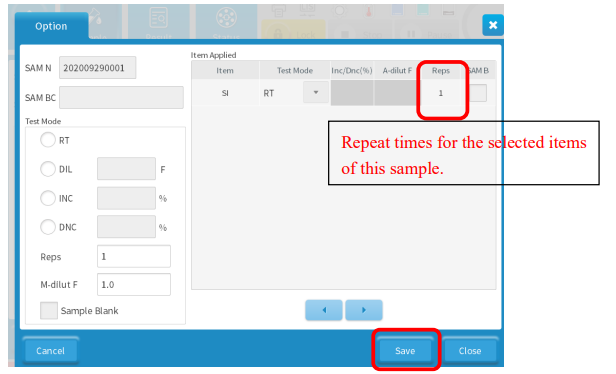 Option
SAM N 202009290001
SAM BC
Test Mode
RT
DIL F
INC %
DNC %
Reps 1
M-dilut F 1.0
Sample Blank
Item Applied
Item Test Mode Inc/Dnc(%) A-dilut F Reps SAM B
SI RT 1
Repeat times for the selected items
of this sample.
Cancel Save Close